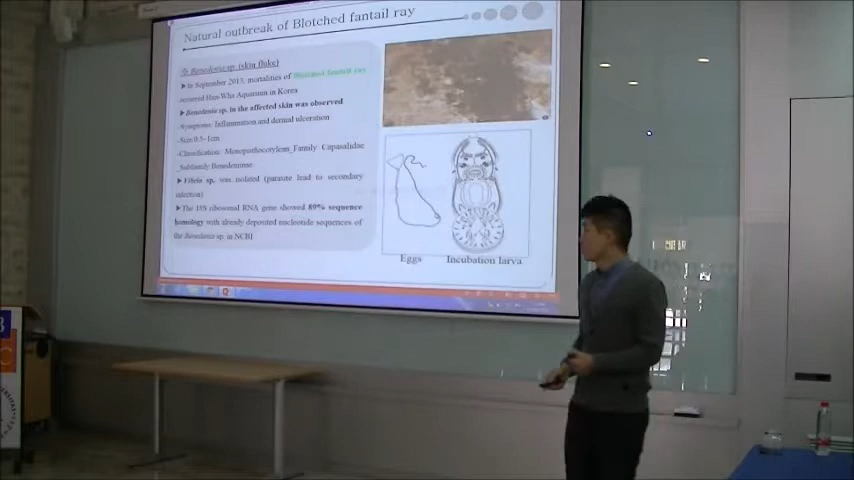 Natural outbreak of Blotched fantail ray
Benedenia sp. (skin fluke)
➤In September 2013, mortalities of Blotched fantail ray
occurred Han-Wha Aquarium in Korea
➤Benedenia sp. in the affected skin was observed
-Symptoms: Inflammation and dermal ulceration
-Size:0.5~1cm
-Classification: Monopisthocotylea_Family Capsalidae
_Subfamily Benedeniinae
➤Vibrio sp. was isolated (parasite lead to secondary
infection)
➤The 18S ribosomal RNA gene showed 89% sequence
homology with already deposited nucleotide sequences of
the Benedenia sp. in NCBI
Eggs
Incubation larva